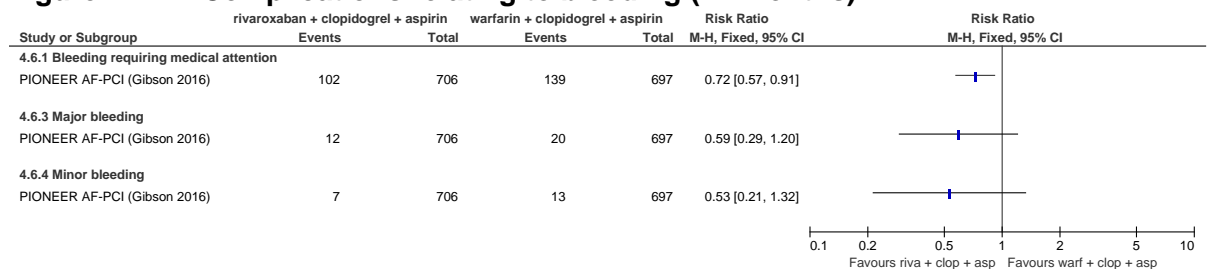 rivaroxaban + clopidogrel + aspirin warfarin + clopidogrel + aspirin Risk Ratio Risk Ratio
Study or Subgroup Events Total Events Total M-H, Fixed, 95% CI M-H, Fixed, 95% CI
4.6.1 Bleeding requiring medical attention
PIONEER AF-PCI (Gibson 2016) 102 706 139 697 0.72 [0.57, 0.91]
4.6.3 Major bleeding
PIONEER AF-PCI (Gibson 2016) 12 706 20 697 0.59 [0.29, 1.20]
4.6.4 Minor bleeding
PIONEER AF-PCI (Gibson 2016) 7 706 13 697 0.53 [0.21, 1.32]
0.1 0.2 0.5 1 2 5 10
Favours riva + clop + asp Favours warf + clop + asp